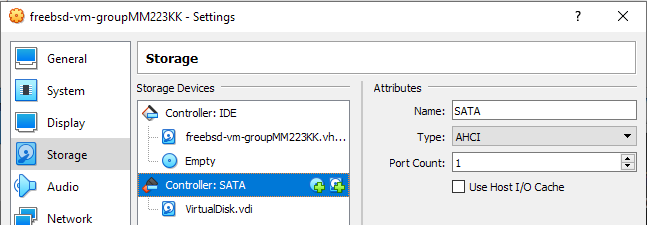 freebsd-vm-groupMM223KK - Settings
General
System
Display
Storage
Audio
Network
Storage
Storage Devices
Controller: IDE
freebsd-vm-groupMM223KK.vh...
Empty
Controller: SATA
VirtualDisk.vdi
Attributes
Name: SATA
Type: AHCI
Port Count: 1
Use Host I/O Cache